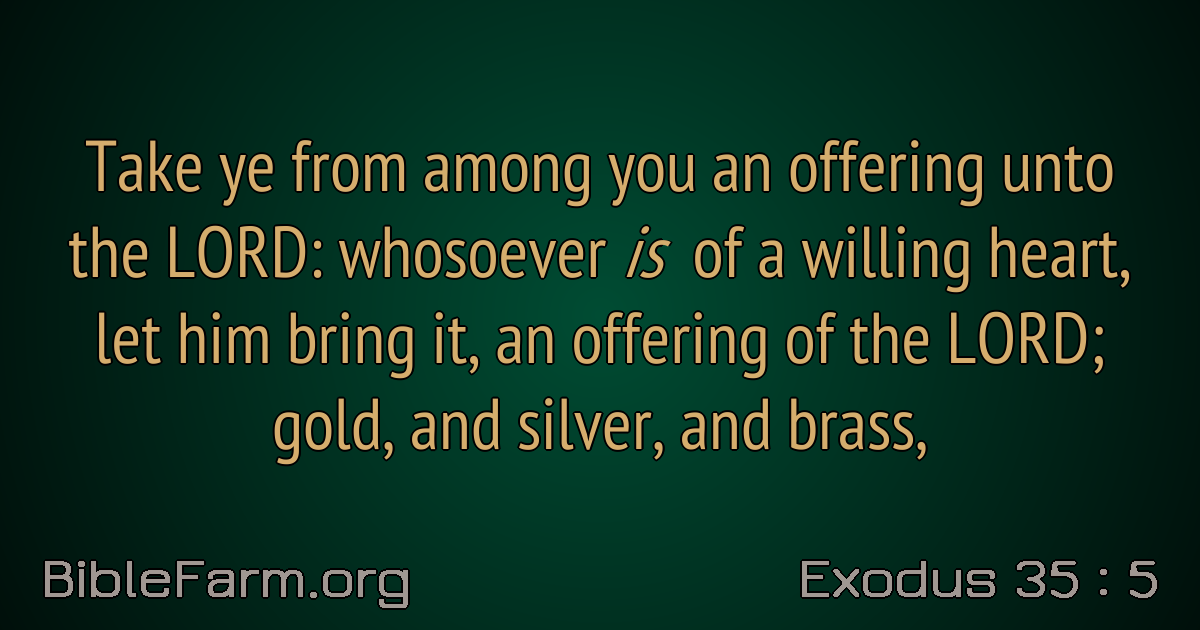 Take ye from among you an offering unto
the LORD: whosoever is of a willing heart,
let him bring it, an offering of the LORD;
gold, and silver, and brass,
BibleFarm.org
Exodus 35 : 5